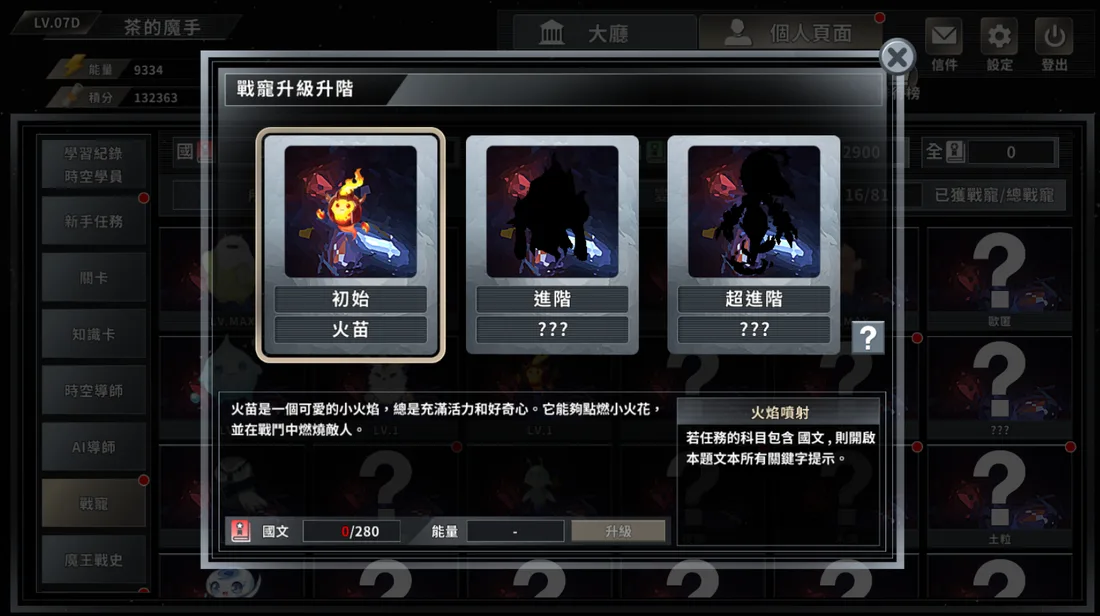 LV.07D
茶的魔手
大廳
個人頁面
信件
設定
登出
能量
9334
積分
132363
榜
戰寵升級升階
學習紀錄
時空學員
新手任務
關卡
知識卡
時空導師
AI導師
戰寵
魔王戰史
國
2900
全
0
16/81
已獲戰寵/總戰寵
初始
火苗
進階
???
超進階
???
?
火苗是一個可愛的小火焰，總是充滿活力和好奇心。它能夠點燃小火花，
並在戰鬥中燃燒敵人。
火焰噴射
若任務的科目包含 國文 , 則開啟
本題文本所有關鍵字提示。
國文
0/280
能量
-
升級
LV.MAX
LV.1
LV.1
歐匿
???
土粒